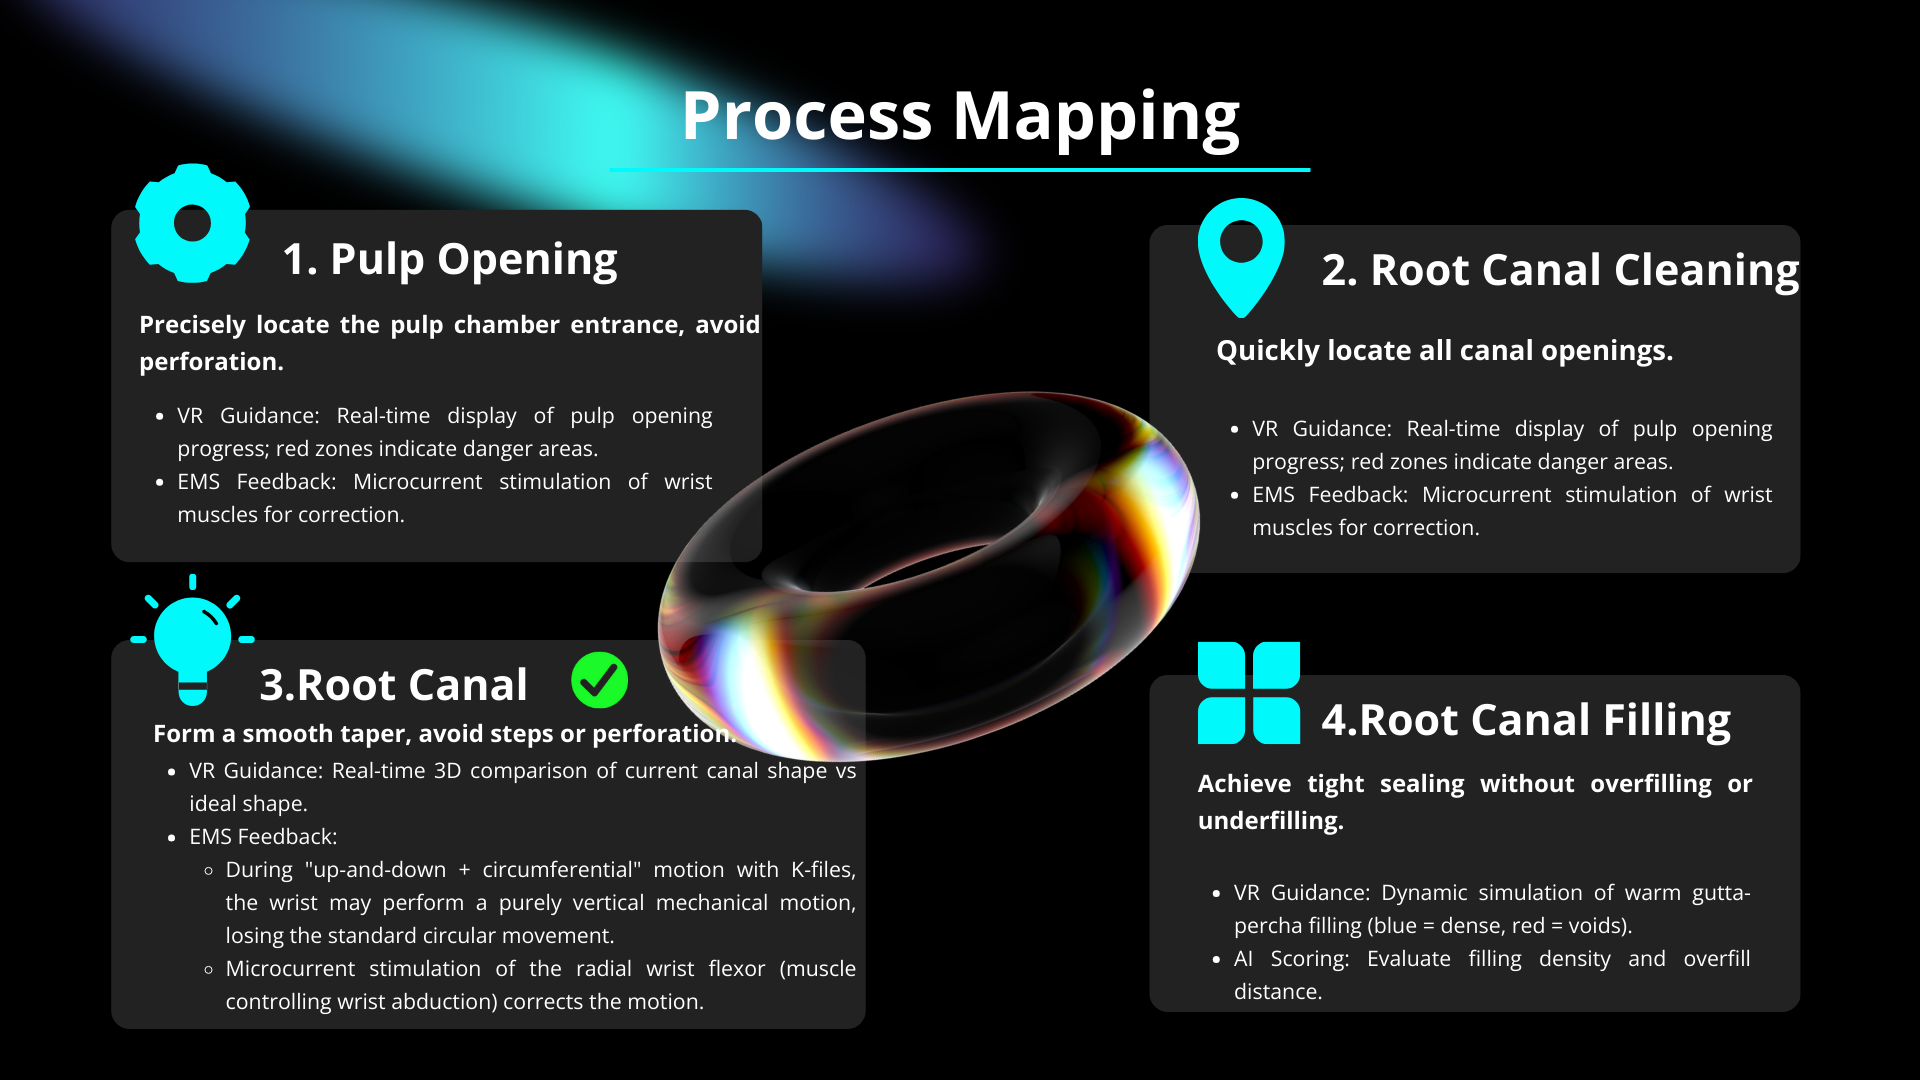 Process Mapping
1. Pulp Opening
Precisely locate the pulp chamber entrance, avoid
perforation.
• VR Guidance: Real-time display of pulp opening
progress; red zones indicate danger areas.
• EMS Feedback: Microcurrent stimulation of wrist
muscles for correction.
2. Root Canal Cleaning
Quickly locate all canal openings.
• VR Guidance: Real-time display of pulp opening
progress; red zones indicate danger areas.
• EMS Feedback: Microcurrent stimulation of wrist
muscles for correction.
3.Root Canal
Form a smooth taper, avoid steps or perforation.
• VR Guidance: Real-time 3D comparison of current canal shape vs
ideal shape.
• EMS Feedback:
◦ During "up-and-down + circumferential" motion with K-files,
the wrist may perform a purely vertical mechanical motion,
losing the standard circular movement.
◦ Microcurrent stimulation of the radial wrist flexor (muscle
controlling wrist abduction) corrects the motion.
4.Root Canal Filling
Achieve tight sealing without overfilling or
underfilling.
• VR Guidance: Dynamic simulation of warm gutta-
percha filling (blue = dense, red = voids).
• AI Scoring: Evaluate filling density and overfill
distance.